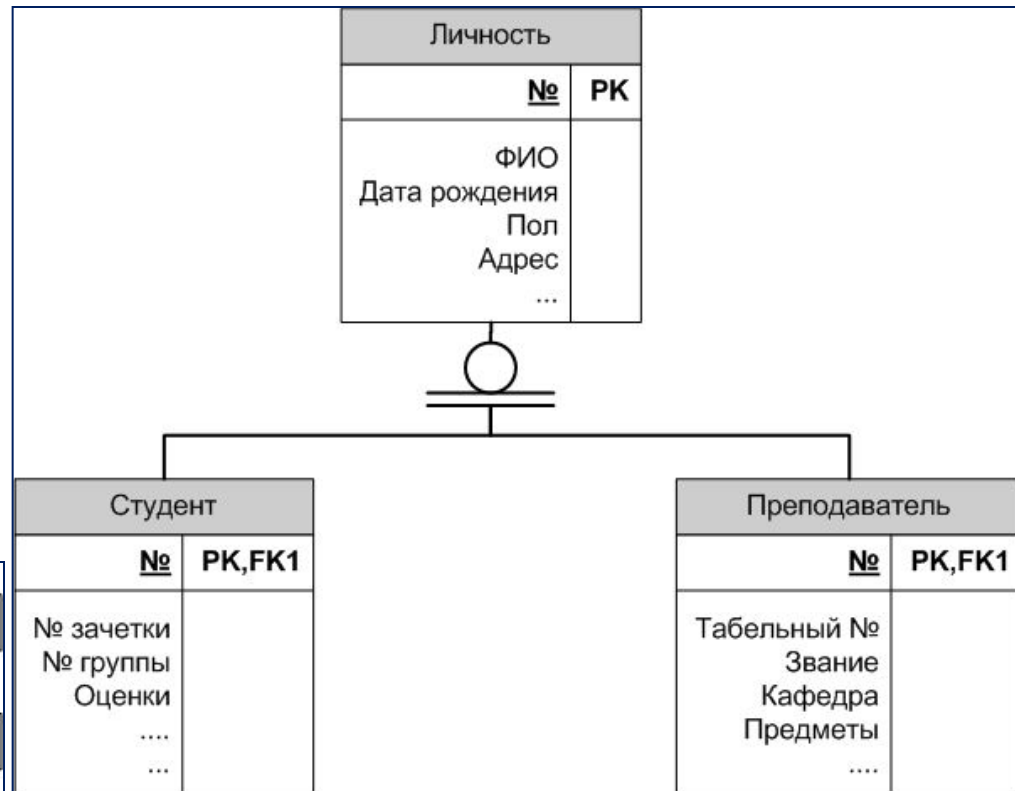 Личность
№ PK
ФИО
Дата рождения
Пол
Адрес
...
Студент
№ PK,FK1
№ зачетки
№ группы
Оценки
....
...
Преподаватель
№ PK,FK1
Табельный №
Звание
Кафедра
Предметы
....